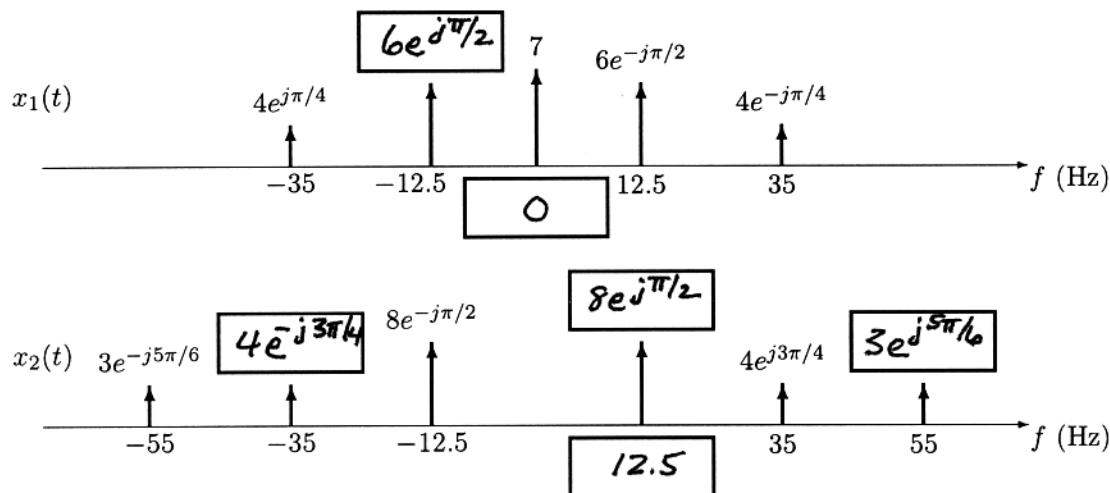 6e^{jπ/2}
7
6e^{-jπ/2}
x₁(t)
4e^{jπ/4}
4e^{-jπ/4}
−35 −12.5 12.5 35 f (Hz)
0
8e^{jπ/2}
8e^{-jπ/2}
4e^{-j3π/4}
3e^{j5π/6}
x₂(t) 3e^{-j5π/6} 4e^{j3π/4}
−55 −35 −12.5 35 55 f (Hz)
12.5